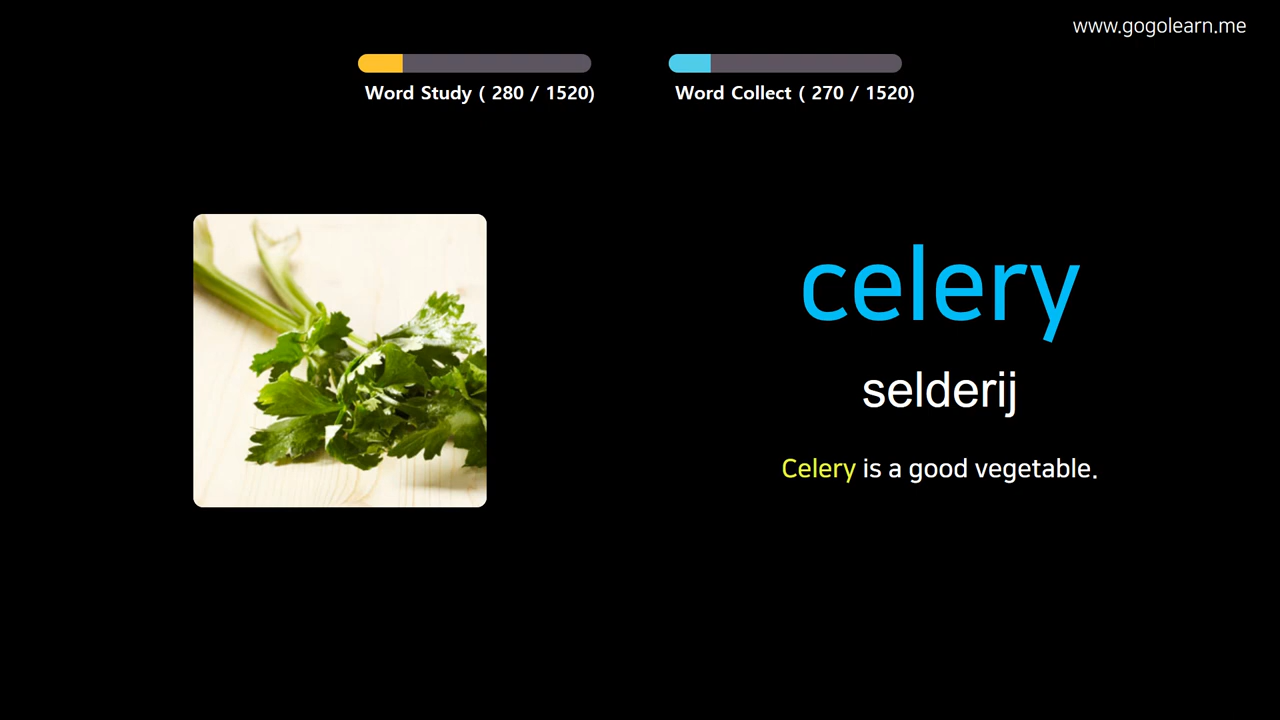 www.gogolearn.me
Word Study ( 280 / 1520)
Word Collect ( 270 / 1520)
celery
selderij
Celery is a good vegetable.